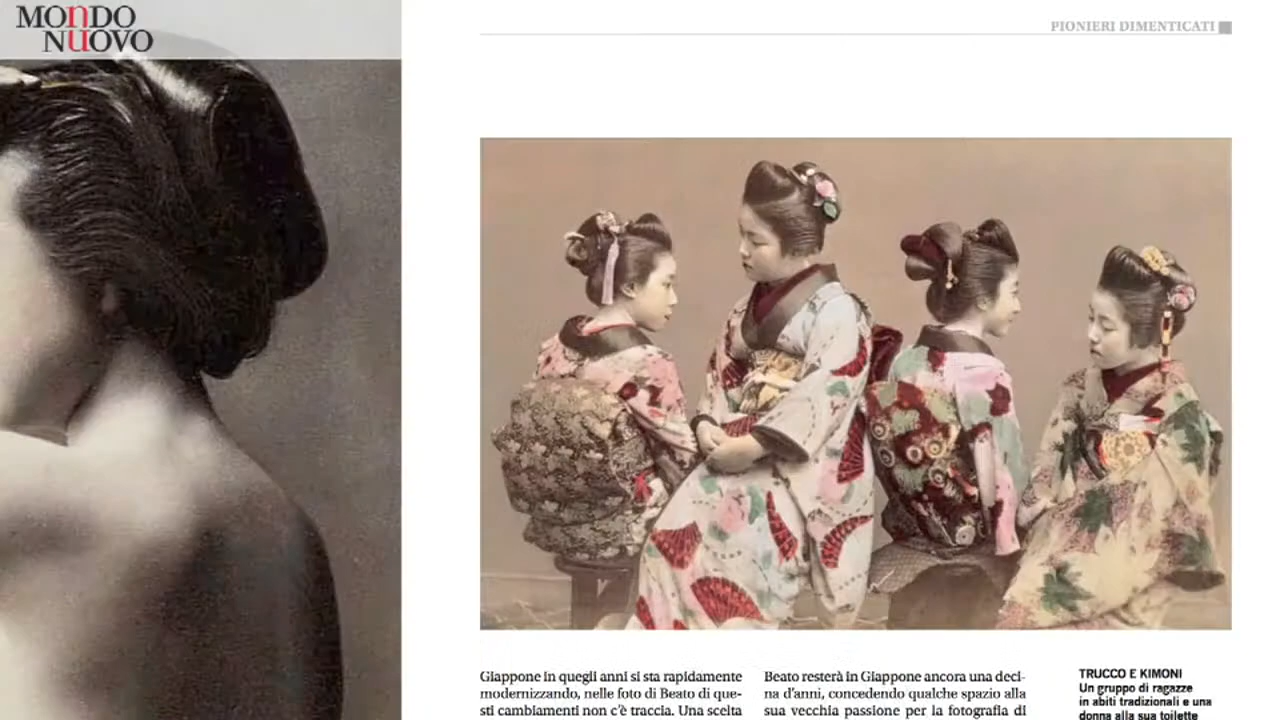 MONDO
NUOVO
PIONIERI DIMENTICATI
Giappone in quegli anni si sta rapidamente
modernizzando, nelle foto di Beato di que-
sti cambiamenti non c'è traccia. Una scelta
Beato resterà in Giappone ancora una deci-
na d'anni, concedendo qualche spazio alla
sua vecchia passione per la fotografia di
TRUCCO E KIMONI
Un gruppo di ragazze
in abiti tradizionali e una
donna alla sua toilette